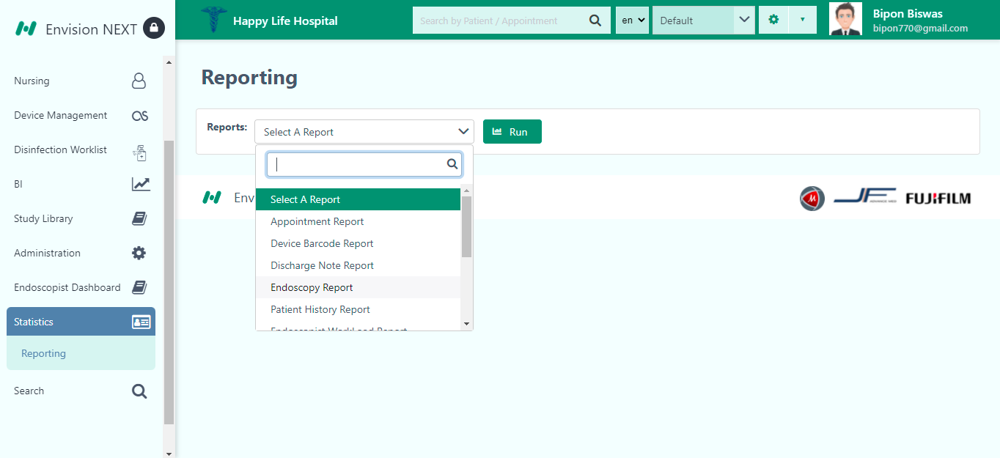 Envision NEXT
Happy Life Hospital
Search by Patient / Appointment
en
Default
Bipon Biswas
bipon770@gmail.com
Nursing
Device Management
Disinfection Worklist
BI
Study Library
Administration
Endoscopist Dashboard
Statistics
Reporting
Search
Reporting
Reports:
Select A Report
Run
Select A Report
Appointment Report
Device Barcode Report
Discharge Note Report
Endoscopy Report
Patient History Report
Endoscopist WorkLoad Report
Env
M
JF
ADVANCE MED
FUJIFILM